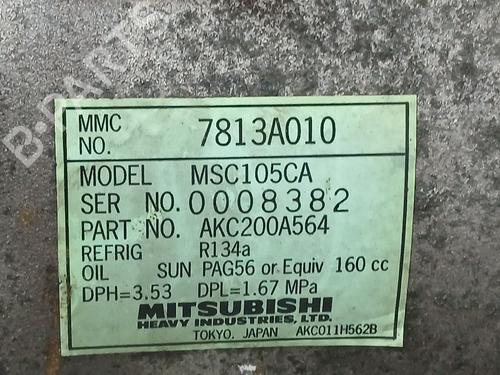 B-PARTS
MMC NO. 7813A010
MODEL MSC105CA
SER NO. 0008382
PART NO. AKC200A564
REFRIG R134a
OIL SUN PAG56 or Equiv 160 cc
DPH=3.53 DPL=1.67 MPa
MITSUBISHI
HEAVY INDUSTRIES, LTD.
TOKYO. JAPAN AKC011H562B